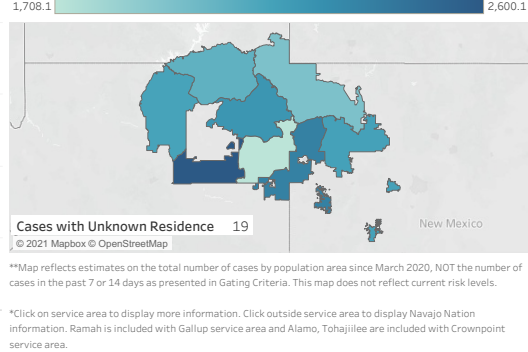 1,708.1 2,600.1
New Mexico
Cases with Unknown Residence 19
© 2021 Mapbox © OpenStreetMap
**Map reflects estimates on the total number of cases by population area since March 2020, NOT the number of
cases in the past 7 or 14 days as presented in Gating Criteria. This map does not reflect current risk levels.
*Click on service area to display more information. Click outside service area to display Navajo Nation
information. Ramah is included with Gallup service area and Alamo, Tohajiilee are included with Crownpoint
service area.